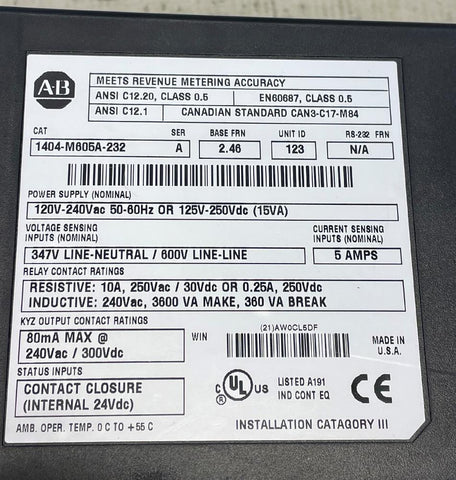 A-B
MEETS REVENUE METERING ACCURACY
ANSI C12.20, CLASS 0.5 EN60687, CLASS 0.5
ANSI C12.1 CANADIAN STANDARD CAN3-C17-M84
CAT SER BASE FRN UNIT ID RS-232 FRN
1404-M605A-232 A 2.46 123 N/A
POWER SUPPLY (NOMINAL)
120V-240Vac 50-60Hz OR 125V-250Vdc (15VA)
VOLTAGE SENSING INPUTS (NOMINAL)
CURRENT SENSING INPUTS (NOMINAL)
347V LINE-NEUTRAL / 600V LINE-LINE 5 AMPS
RELAY CONTACT RATINGS
RESISTIVE: 10A, 250Vac / 30Vdc OR 0.25A, 250Vdc
INDUCTIVE: 240Vac, 3600 VA MAKE, 360 VA BREAK
KYZ OUTPUT CONTACT RATINGS
80mA MAX @
240Vac / 300Vdc
WIN
(21)AW0CL5DF
MADE IN
U.S.A.
STATUS INPUTS
CONTACT CLOSURE
(INTERNAL 24Vdc)
C UL US
LISTED A191
IND CONT EQ
CE
AMB. OPER. TEMP. 0 C TO +55 C
INSTALLATION CATAGORY III